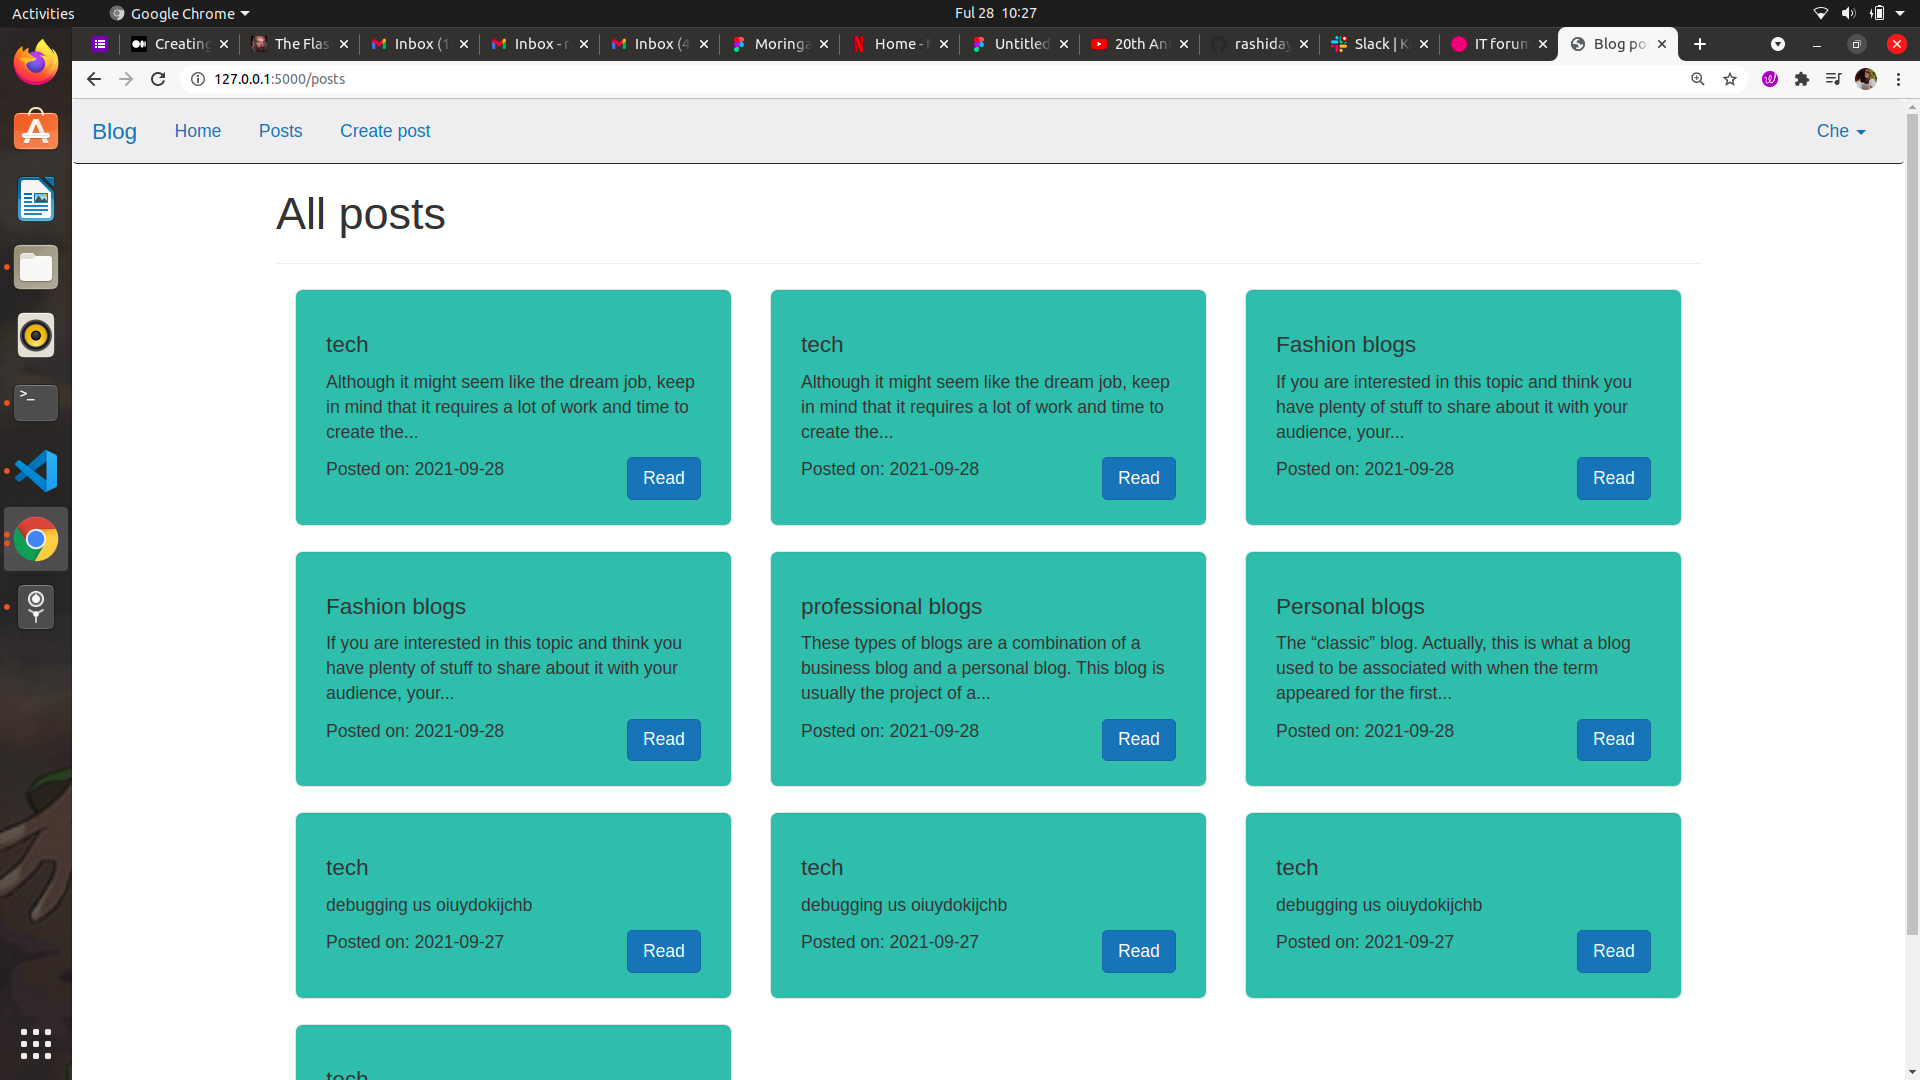 Activities
Google Chrome
Ful 28 10:27
Creating
The Flas
Inbox (1
Inbox - r
Inbox (4
Moringa
Home - N
Untitled
20th An
rashiday
Slack | K
IT forum
Blog po
127.0.0.1:5000/posts
Blog
Home
Posts
Create post
Che
All posts
tech
Although it might seem like the dream job, keep
in mind that it requires a lot of work and time to
create the...
Posted on: 2021-09-28
Read
tech
Although it might seem like the dream job, keep
in mind that it requires a lot of work and time to
create the...
Posted on: 2021-09-28
Read
Fashion blogs
If you are interested in this topic and think you
have plenty of stuff to share about it with your
audience, your...
Posted on: 2021-09-28
Read
Fashion blogs
If you are interested in this topic and think you
have plenty of stuff to share about it with your
audience, your...
Posted on: 2021-09-28
Read
professional blogs
These types of blogs are a combination of a
business blog and a personal blog. This blog is
usually the project of a...
Posted on: 2021-09-28
Read
Personal blogs
The “classic” blog. Actually, this is what a blog
used to be associated with when the term
appeared for the first...
Posted on: 2021-09-28
Read
tech
debugging us oiuydokijchb
Posted on: 2021-09-27
Read
tech
debugging us oiuydokijchb
Posted on: 2021-09-27
Read
tech
debugging us oiuydokijchb
Posted on: 2021-09-27
Read
tech